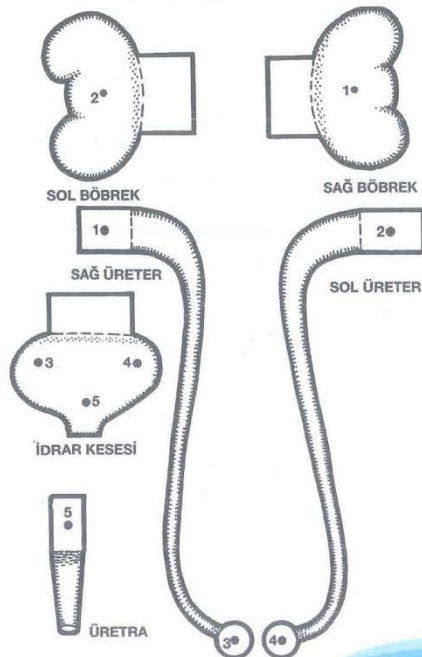 2
1
SOL BÖBREK
SAĞ BÖBREK
1
2
SAĞ ÜRETER
SOL ÜRETER
3
4
5
İDRAR KESESİ
5
ÜRETRA
3
4